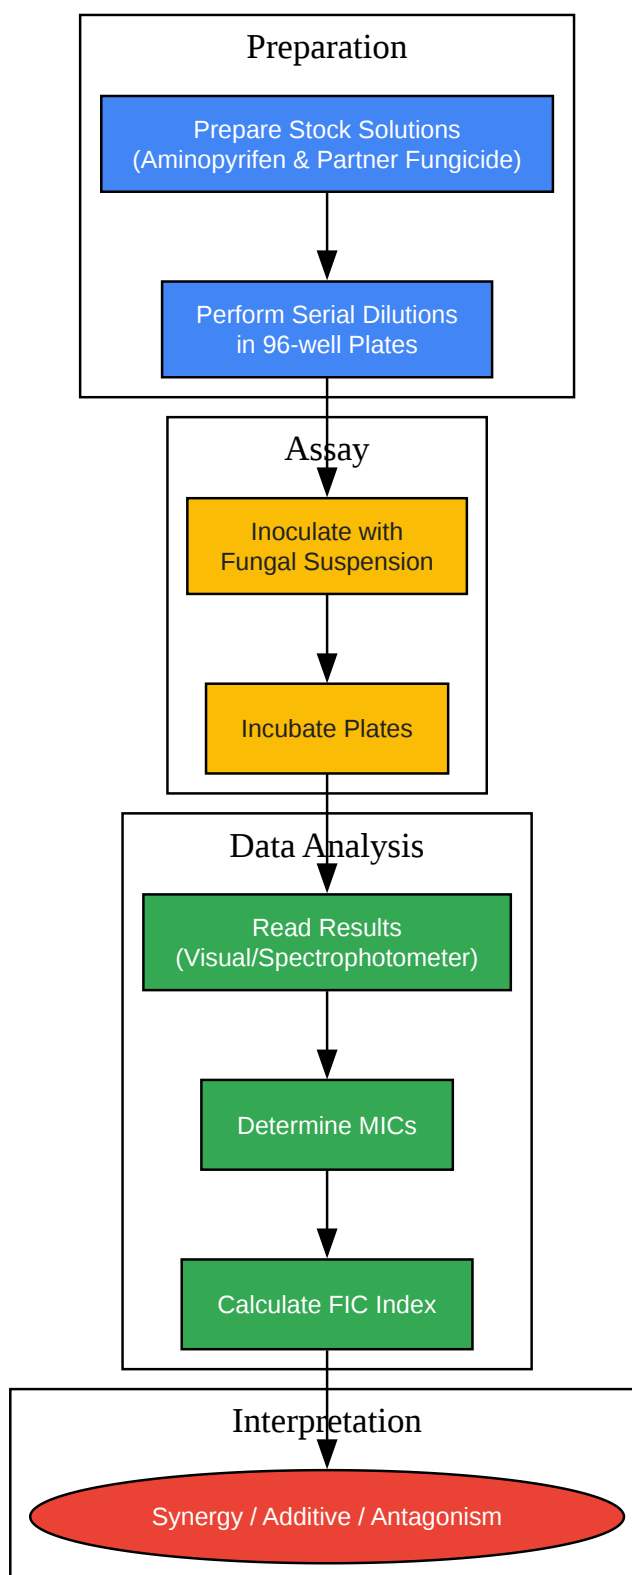 Preparation
Prepare Stock Solutions
(Aminopyrifen & Partner Fungicide)
Perform Serial Dilutions
in 96-well Plates
Assay
Inoculate with
Fungal Suspension
Incubate Plates
Data Analysis
Read Results
(Visual/Spectrophotometer)
Determine MICs
Calculate FIC Index
Interpretation
Synergy / Additive / Antagonism